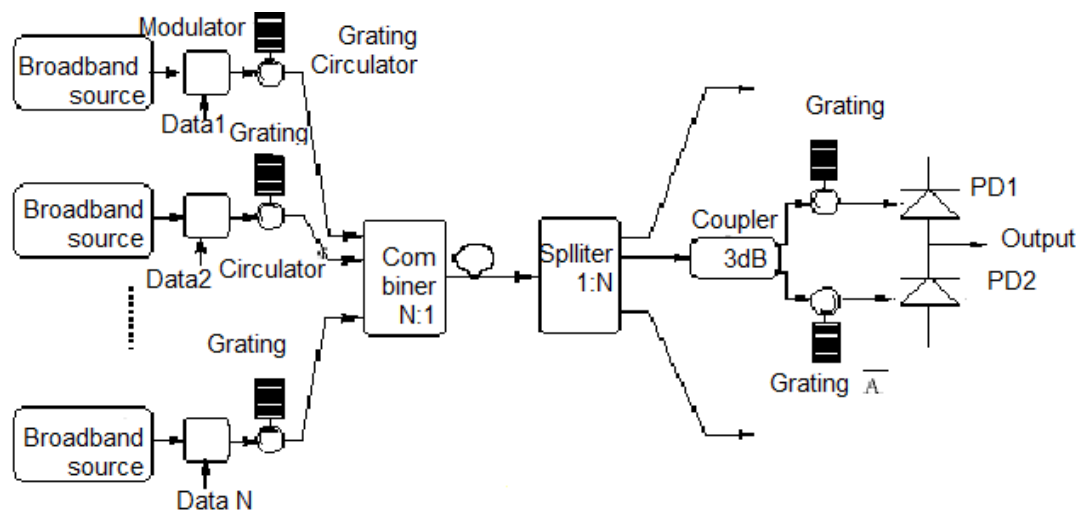 Modulator
Grating
Circulator
Broadband
source
Data1
Grating
Broadband
source
Data2
Circulator
Com
biner
N:1
Grating
Broadband
source
Data N
Splliter
1:N
Coupler
3dB
Grating
PD1
Output
PD2
Grating A̅